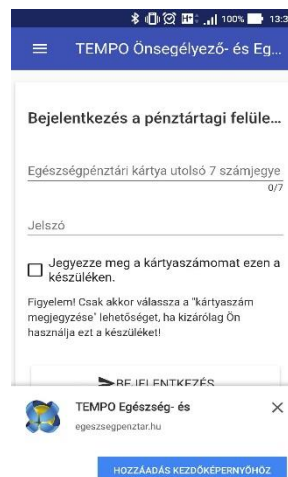 100% 13:3
TEMPO Önsegélyező- és Eg...
Bejelentkezés a pénztártagi felüle...
Egészségpénztári kártya utolsó 7 számjegye
0/7
Jelszó
Jegyezze meg a kártyaszámomat ezen a
készüléken.
Figyelem! Csak akkor válassza a "kártyaszám
megjegyzése" lehetőséget, ha kizárólag Ön
használja ezt a készüléket!
BEJELENTKEZÉS
TEMPO Egészség- és
egeszsegpenztar.hu
HOZZÁADÁS KEZDŐKÉPERNYŐHÖZ